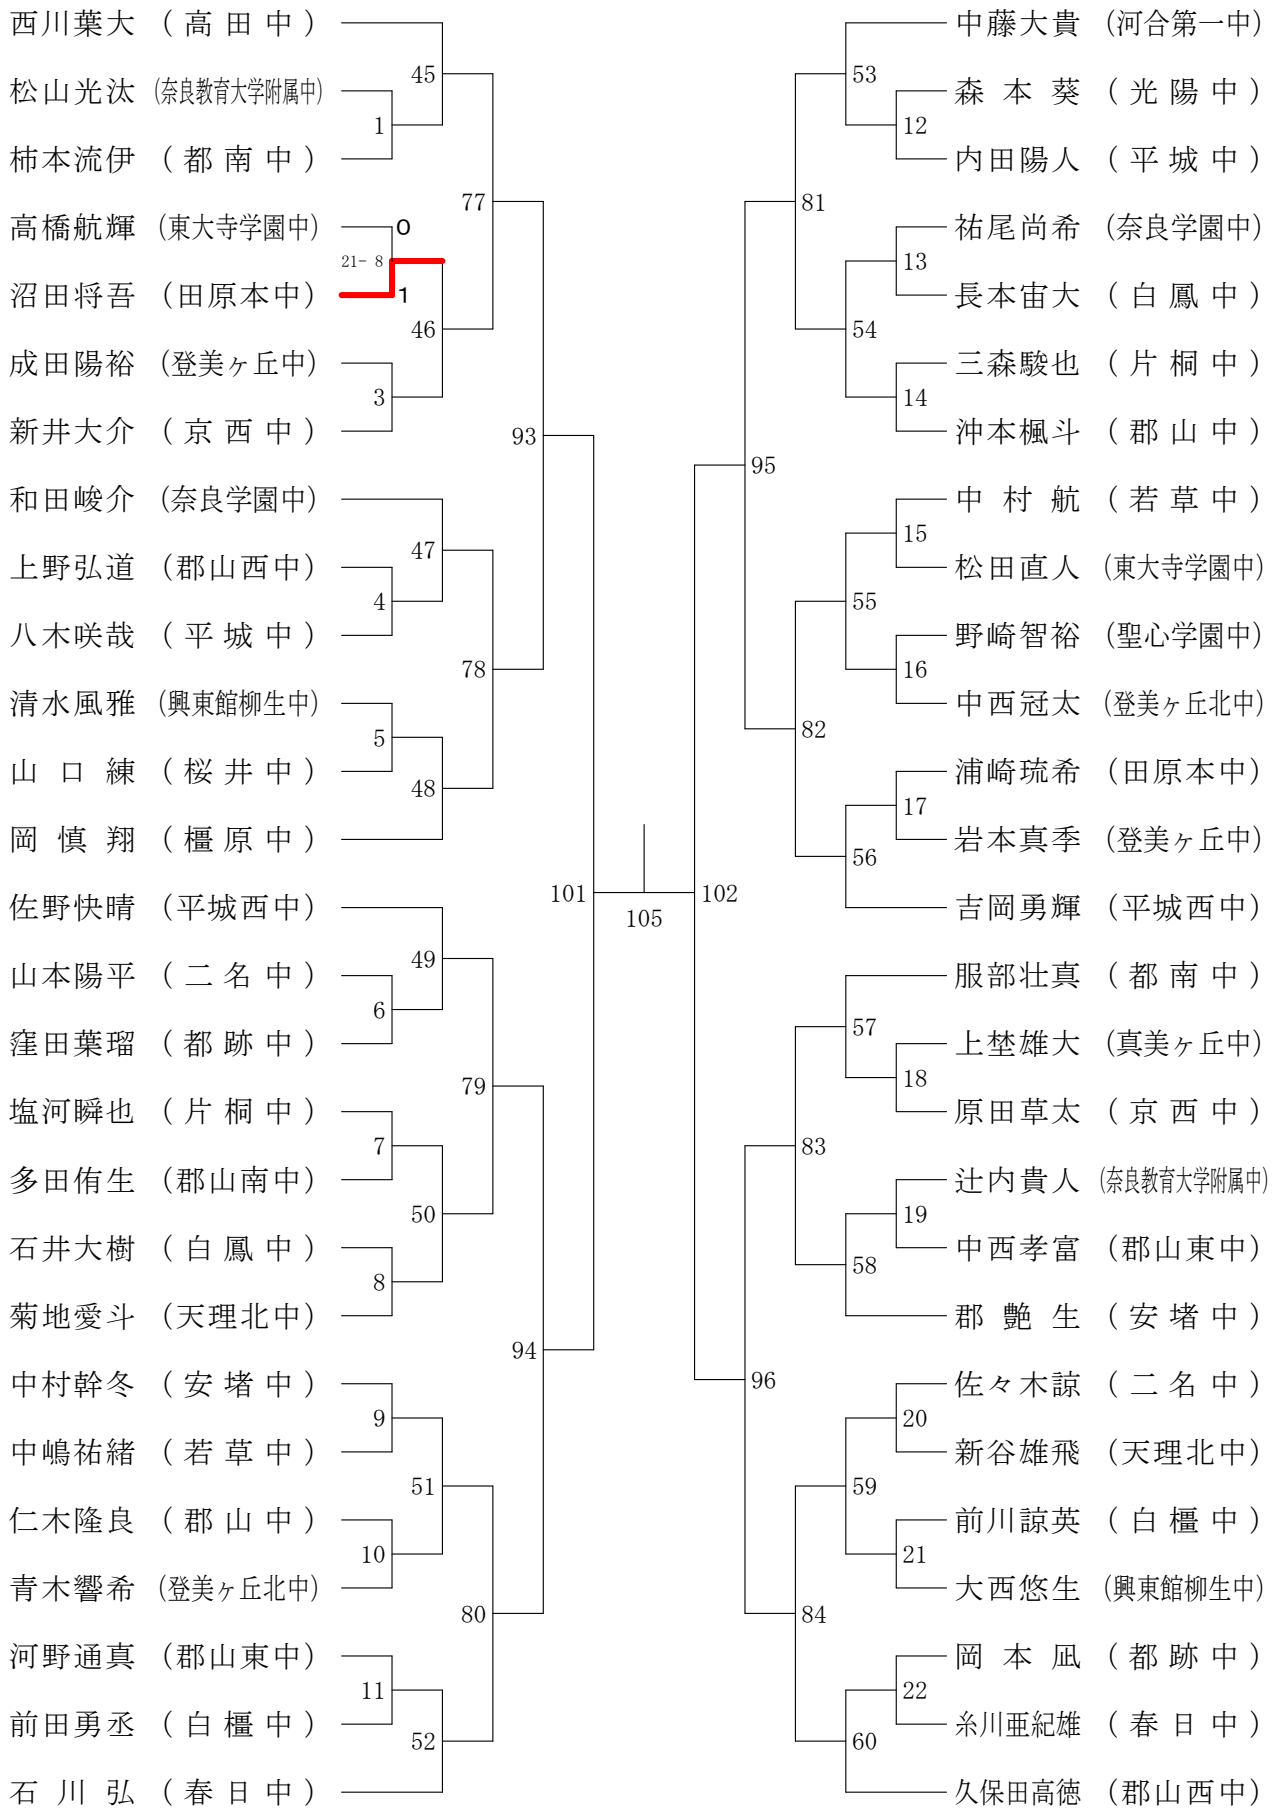 西川葉大 （ 高 田 中 ）
45
松山光汰 (奈良教育大学附属中)
1
柿本流伊 （ 都 南 中 ）
77
高橋航輝 (東大寺学園中)
0
21- 8
沼田将吾 （田原本中）
1
46
成田陽裕 (登美ヶ丘中)
3
新井大介 （ 京 西 中 ）
93
和田峻介 (奈良学園中)
47
上野弘道 （郡山西中）
4
八木咲哉 （ 平 城 中 ）
78
清水風雅 (興東館柳生中)
5
山 口 練 （ 桜 井 中 ）
48
岡 慎 翔 （ 橿 原 中 ）
101
佐野快晴 （平城西中）
49
山本陽平 （ 二 名 中 ）
6
窪田葉瑠 （ 都 跡 中 ）
79
塩河瞬也 （ 片 桐 中 ）
7
多田侑生 （郡山南中）
50
石井大樹 （ 白 鳳 中 ）
8
菊地愛斗 （天理北中）
94
中村幹冬 （ 安 堵 中 ）
9
中嶋祐緒 （ 若 草 中 ）
51
仁木隆良 （ 郡 山 中 ）
10
青木響希 (登美ヶ丘北中)
80
河野通真 （郡山東中）
11
前田勇丞 （ 白 橿 中 ）
52
石 川 弘 （ 春 日 中 ）
105
中藤大貴 (河合第一中)
53
森 本 葵 （ 光 陽 中 ）
12
内田陽人 （ 平 城 中 ）
81
祐尾尚希 (奈良学園中)
13
長本宙大 （ 白 鳳 中 ）
54
三森駿也 （ 片 桐 中 ）
14
沖本楓斗 （ 郡 山 中 ）
95
中 村 航 （ 若 草 中 ）
15
松田直人 (東大寺学園中)
55
野崎智裕 (聖心学園中)
16
中西冠太 (登美ヶ丘北中)
82
浦崎琉希 （田原本中）
17
岩本真季 (登美ヶ丘中)
56
吉岡勇輝 （平城西中）
102
服部壮真 （ 都 南 中 ）
57
上埜雄大 (真美ヶ丘中)
18
原田草太 （ 京 西 中 ）
83
辻内貴人 (奈良教育大学附属中)
19
中西孝富 （郡山東中）
58
郡 艶 生 （ 安 堵 中 ）
96
佐々木諒 （ 二 名 中 ）
20
新谷雄飛 （天理北中）
59
前川諒英 （ 白 橿 中 ）
21
大西悠生 (興東館柳生中)
84
岡 本 凪 （ 都 跡 中 ）
22
糸川亜紀雄 （ 春 日 中 ）
60
久保田高徳 （郡山西中）